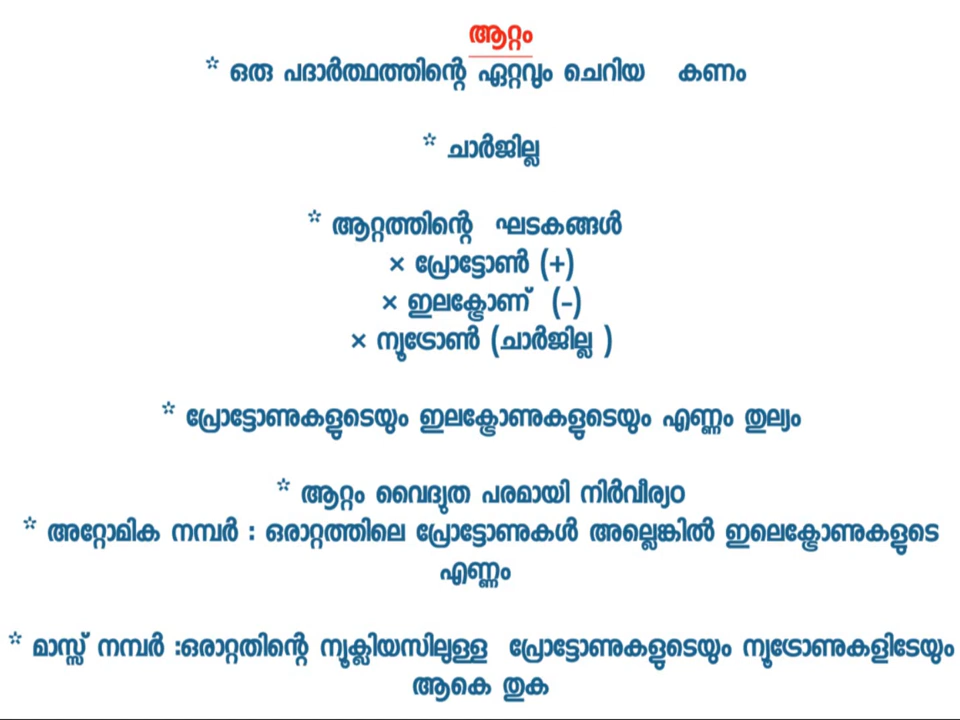 ആറ്റം
* ഒരു പദാർത്ഥത്തിന്റെ ഏറ്റവും ചെറിയ കണം
* ചാർജില്ല
* ആറ്റത്തിന്റെ ഘടകങ്ങൾ
× പ്രോട്ടോൺ (+)
× ഇലക്ട്രോണ് (-)
× ന്യൂട്രോൺ (ചാർജില്ല )
* പ്രോട്ടോണുകളുടെയും ഇലക്ട്രോണുകളുടെയും എണ്ണം തുല്യം
* ആറ്റം വൈദ്യുത പരമായി നിർവീര്യഠ
* അറ്റോമിക നമ്പർ : ഒരാറ്റത്തിലെ പ്രോട്ടോണുകൾ അല്ലെങ്കിൽ ഇലെക്ട്രോണുകളുടെ
എണ്ണം
* മാസ്സ് നമ്പർ :ഒരാറ്റതിന്റെ ന്യൂക്ലിയസിലുള്ള പ്രോട്ടോണുകളുടെയും ന്യൂട്രോണുകളിടേയും
ആകെ തുക